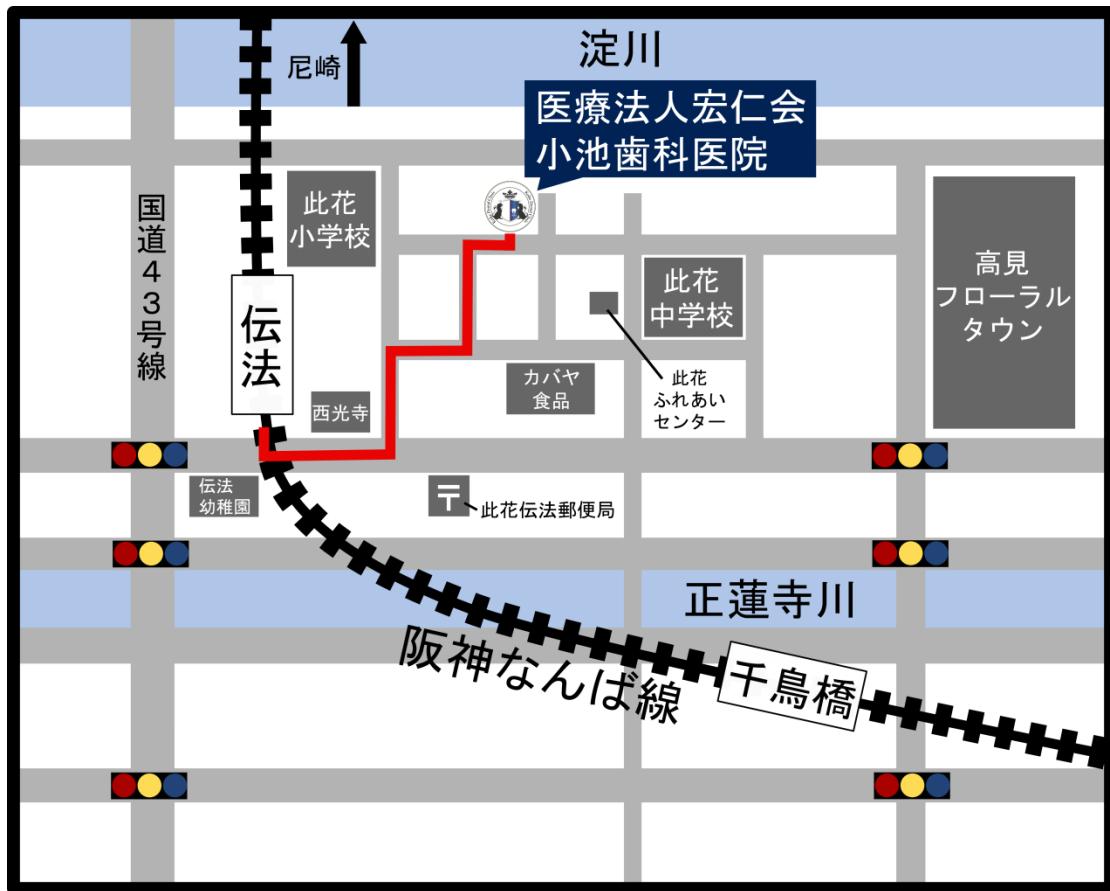 淀川
尼崎
医療法人宏仁会
小池歯科医院
国道43号線
此花
小学校
此花
中学校
高見
フローラル
タウン
伝法
西光寺
カバヤ
食品
此花
ふれあい
センター
伝法
幼稚園
〒
此花伝法郵便局
正蓮寺川
阪神なんば線
千鳥橋